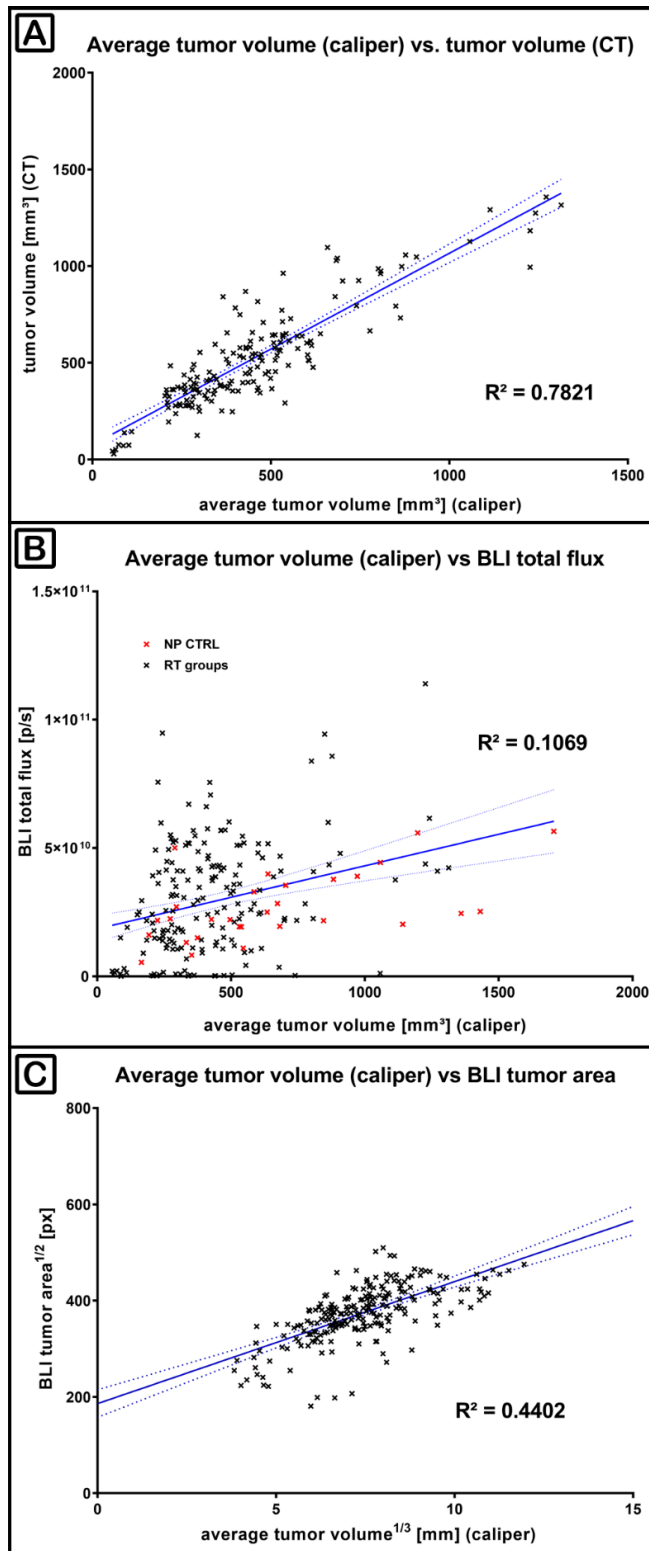 A
Average tumor volume (caliper) vs. tumor volume (CT)
2000
1500
1000
500
0
tumor volume [mm³] (CT)
R² = 0.7821
0 500 1000 1500
average tumor volume [mm³] (caliper)
B
Average tumor volume (caliper) vs BLI total flux
1.5×10¹¹
1×10¹¹
5×10¹⁰
0
BLI total flux [p/s]
NP CTRL
RT groups
R² = 0.1069
0 500 1000 1500 2000
average tumor volume [mm³] (caliper)
C
Average tumor volume (caliper) vs BLI tumor area
800
600
400
200
0
BLI tumor area^1/2 [px]
R² = 0.4402
0 5 10 15
average tumor volume^1/3 [mm] (caliper)